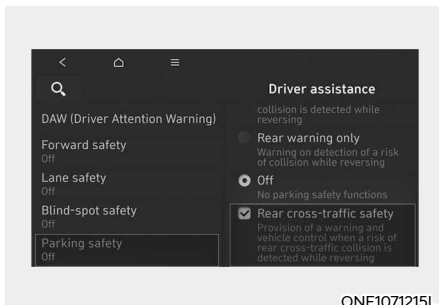 Driver assistance
DAW (Driver Attention Warning)
Forward safety
Off
Lane safety
Off
Blind-spot safety
Off
Parking safety
Off
collision is detected while
reversing
Rear warning only
Warning on detection of a risk
of collision while reversing
Off
No parking safety functions
Rear cross-traffic safety
Provision of a warning and
vehicle control when a risk of
rear cross-traffic collision is
detected while reversing
ONE1071215L